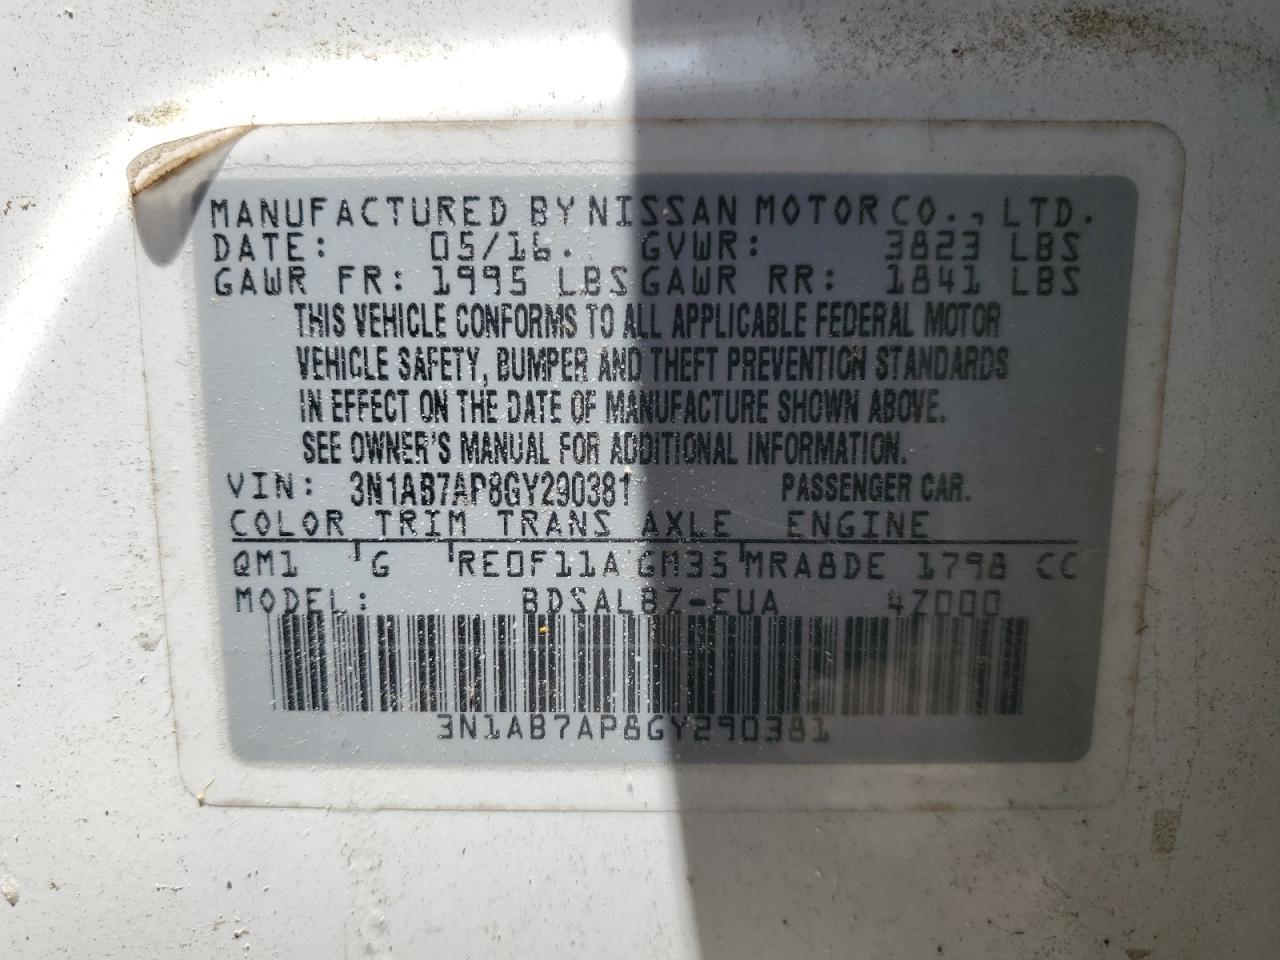 MANUFACTURED BY NISSAN MOTOR CO., LTD.
DATE: 05/16. GVWR: 3823 LBS
GAWR FR: 1995 LBS GAWR RR: 1841 LBS
THIS VEHICLE CONFORMS TO ALL APPLICABLE FEDERAL MOTOR
VEHICLE SAFETY, BUMPER AND THEFT PREVENTION STANDARDS
IN EFFECT ON THE DATE OF MANUFACTURE SHOWN ABOVE.
SEE OWNER'S MANUAL FOR ADDITIONAL INFORMATION.
VIN: 3N1AB7AP8GY290381 PASSENGER CAR.
COLOR TRIM TRANS AXLE ENGINE
QM1 G RE0F11A GM35 MRA8DE 1798 CC
MODEL: BDSALBZ-EUA 4Z000
3N1AB7AP8GY290381